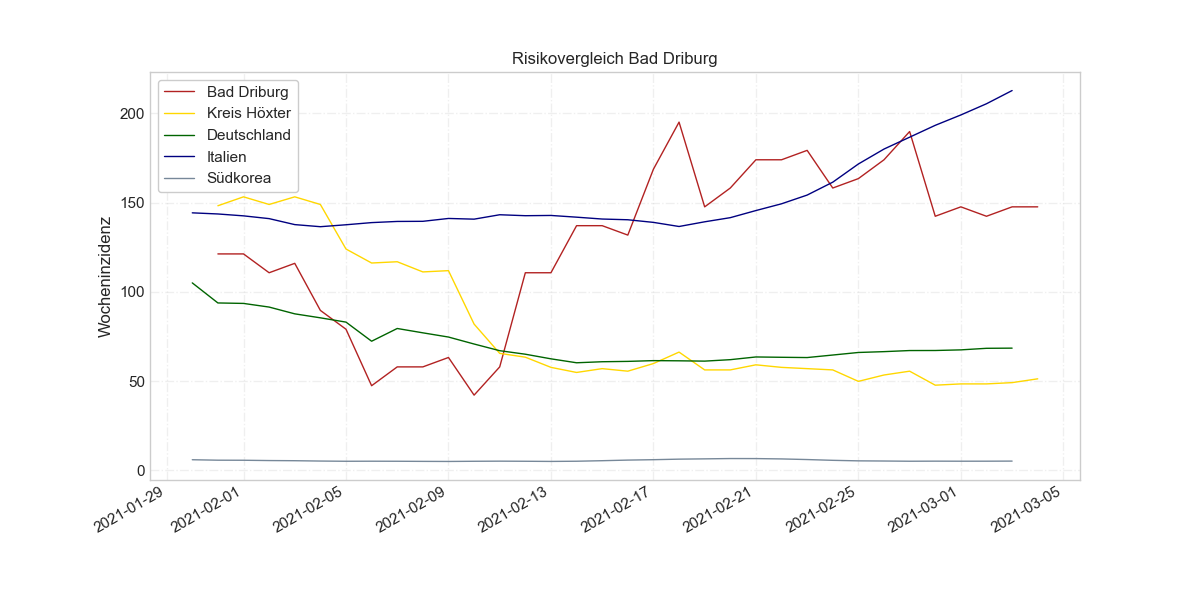 Risikovergleich Bad Driburg
Bad Driburg
Kreis Höxter
Deutschland
Italien
Südkorea
Wocheninzidenz
200
150
100
50
0
2021-01-29
2021-02-01
2021-02-05
2021-02-09
2021-02-13
2021-02-17
2021-02-21
2021-02-25
2021-03-01
2021-03-05